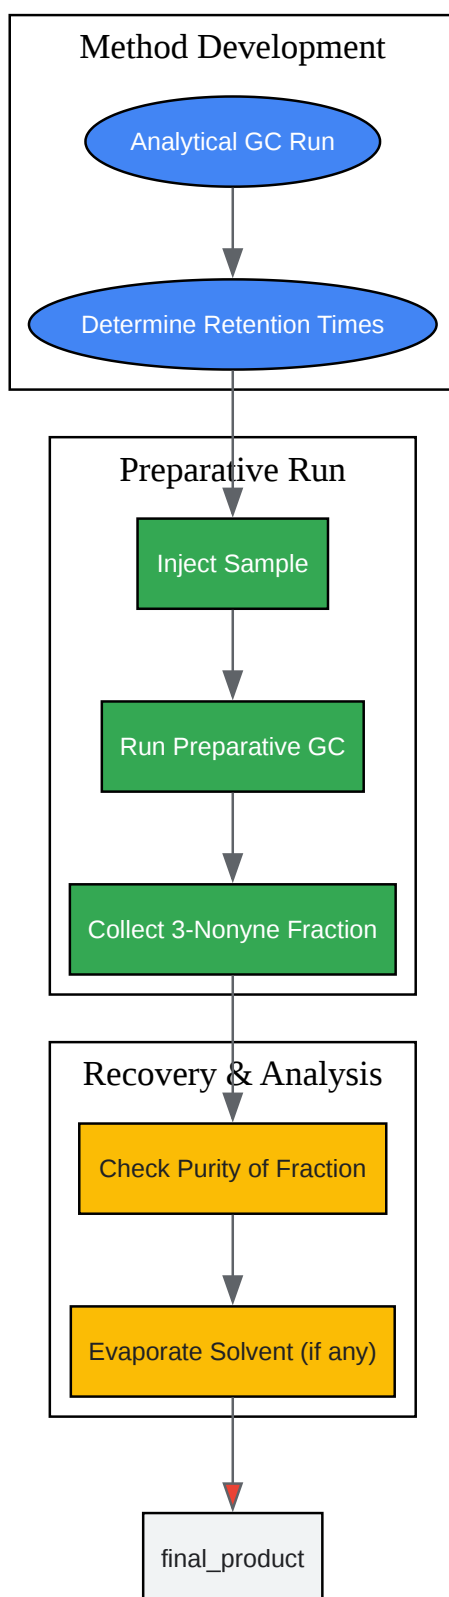 Method Development
Analytical GC Run
Determine Retention Times
Preparative Run
Inject Sample
Run Preparative GC
Collect 3-Nonyne Fraction
Recovery & Analysis
Check Purity of Fraction
Evaporate Solvent (if any)
final_product